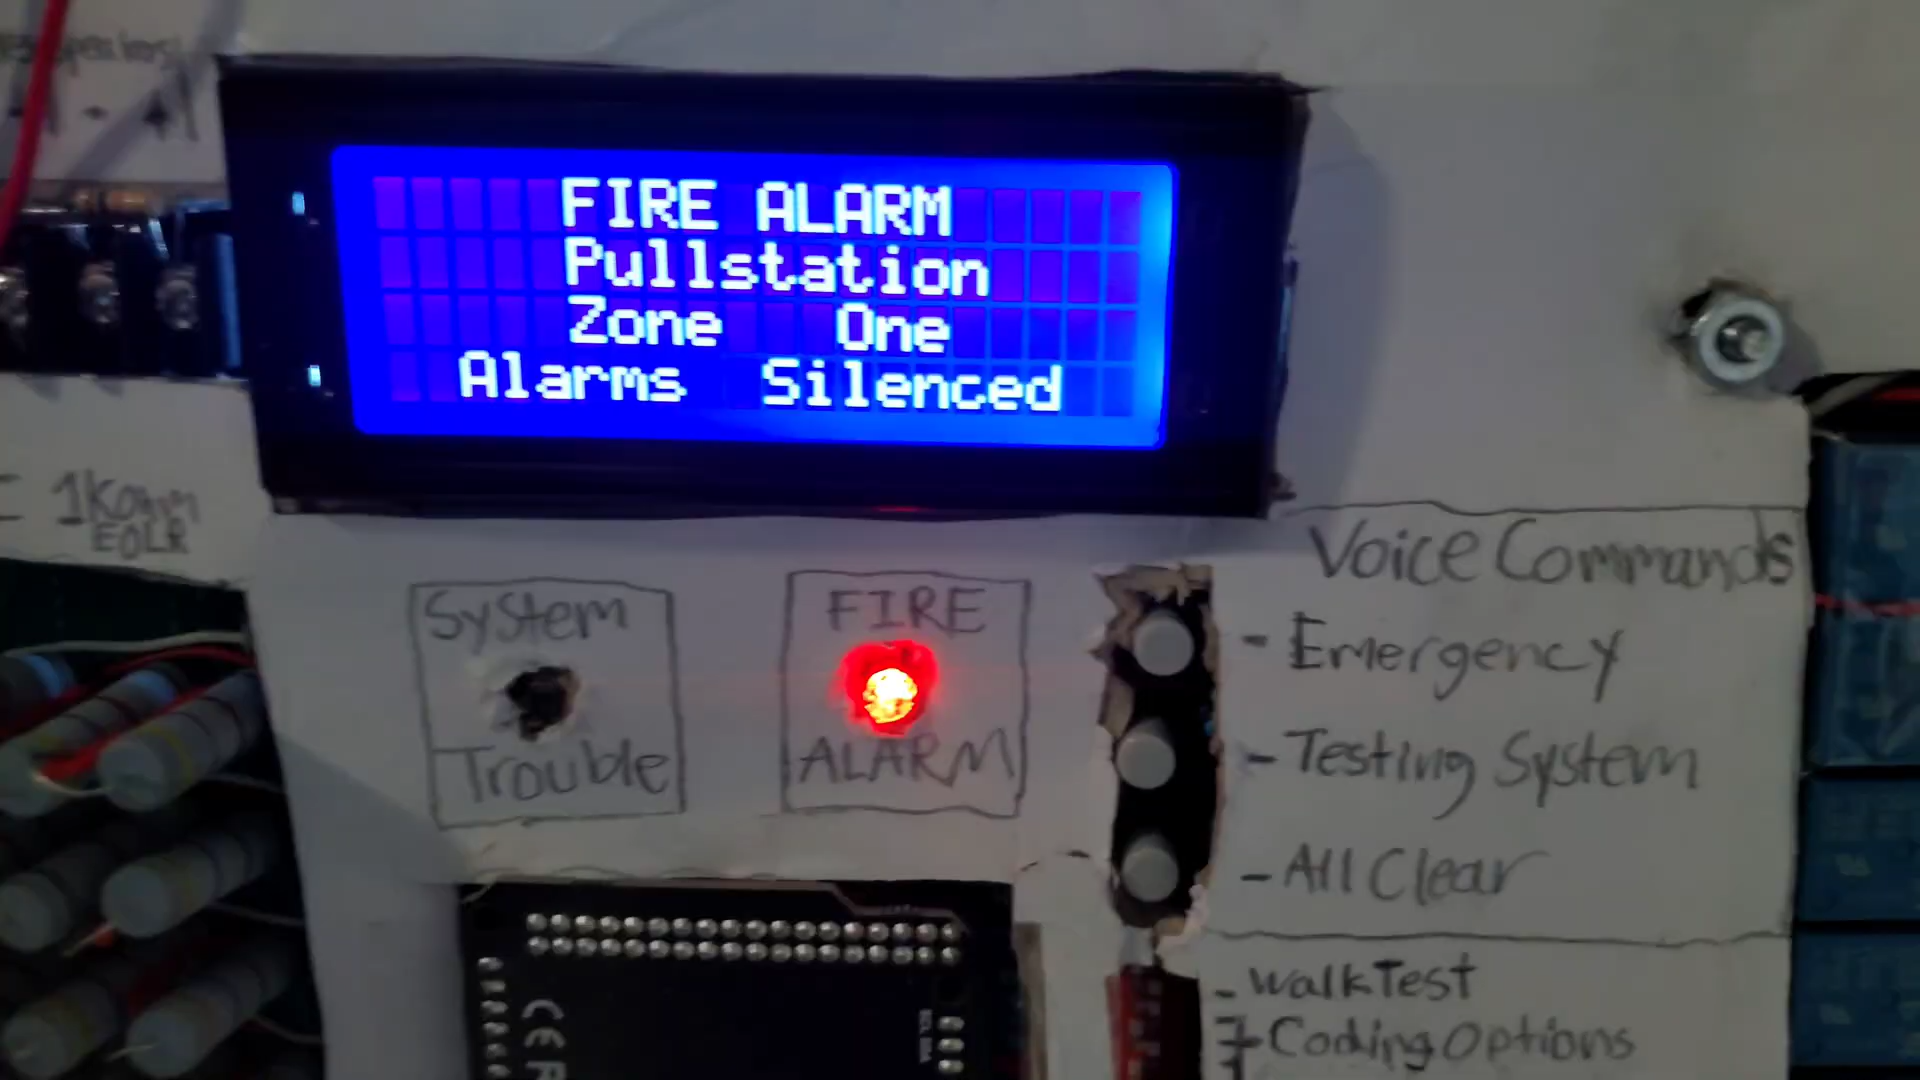 FIRE ALARM
Pullstation
Zone One
Alarms Silenced
1Kohm
EOLR
System
Trouble
FIRE
ALARM
Voice Commands
- Emergency
- Testing System
- All Clear
- WalkTest
- Coding Options
CE